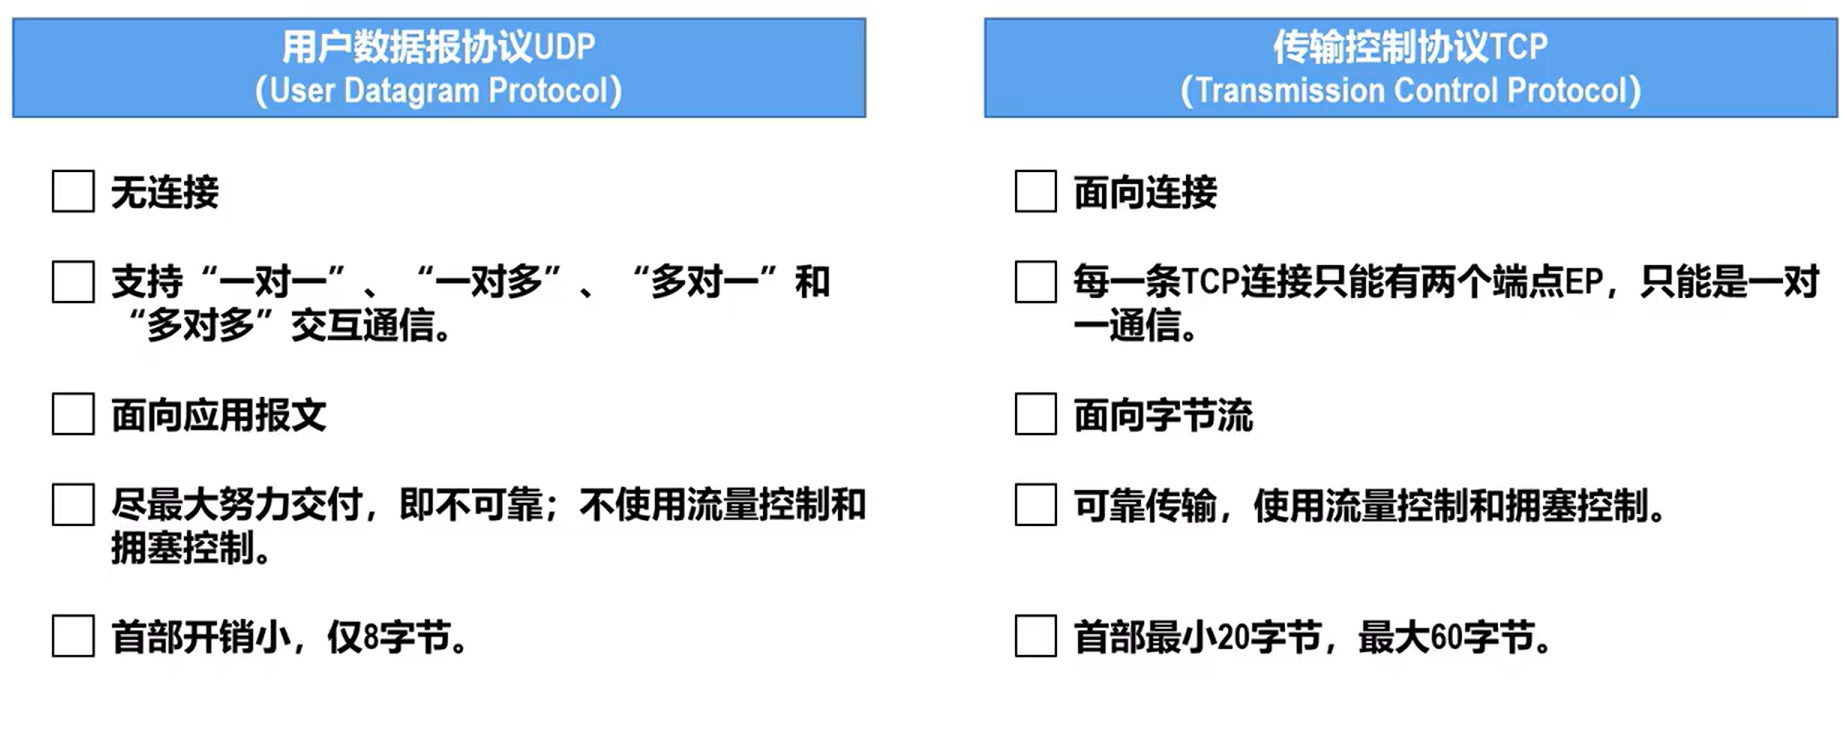 用户数据报协议UDP
(User Datagram Protocol)
无连接
支持“一对一”、“一对多”、“多对一”和
“多对多”交互通信。
面向应用报文
尽最大努力交付，即不可靠；不使用流量控制和
拥塞控制。
首部开销小，仅8字节。
传输控制协议TCP
(Transmission Control Protocol)
面向连接
每一条TCP连接只能有两个端点EP，只能是一对
一通信。
面向字节流
可靠传输，使用流量控制和拥塞控制。
首部最小20字节，最大60字节。